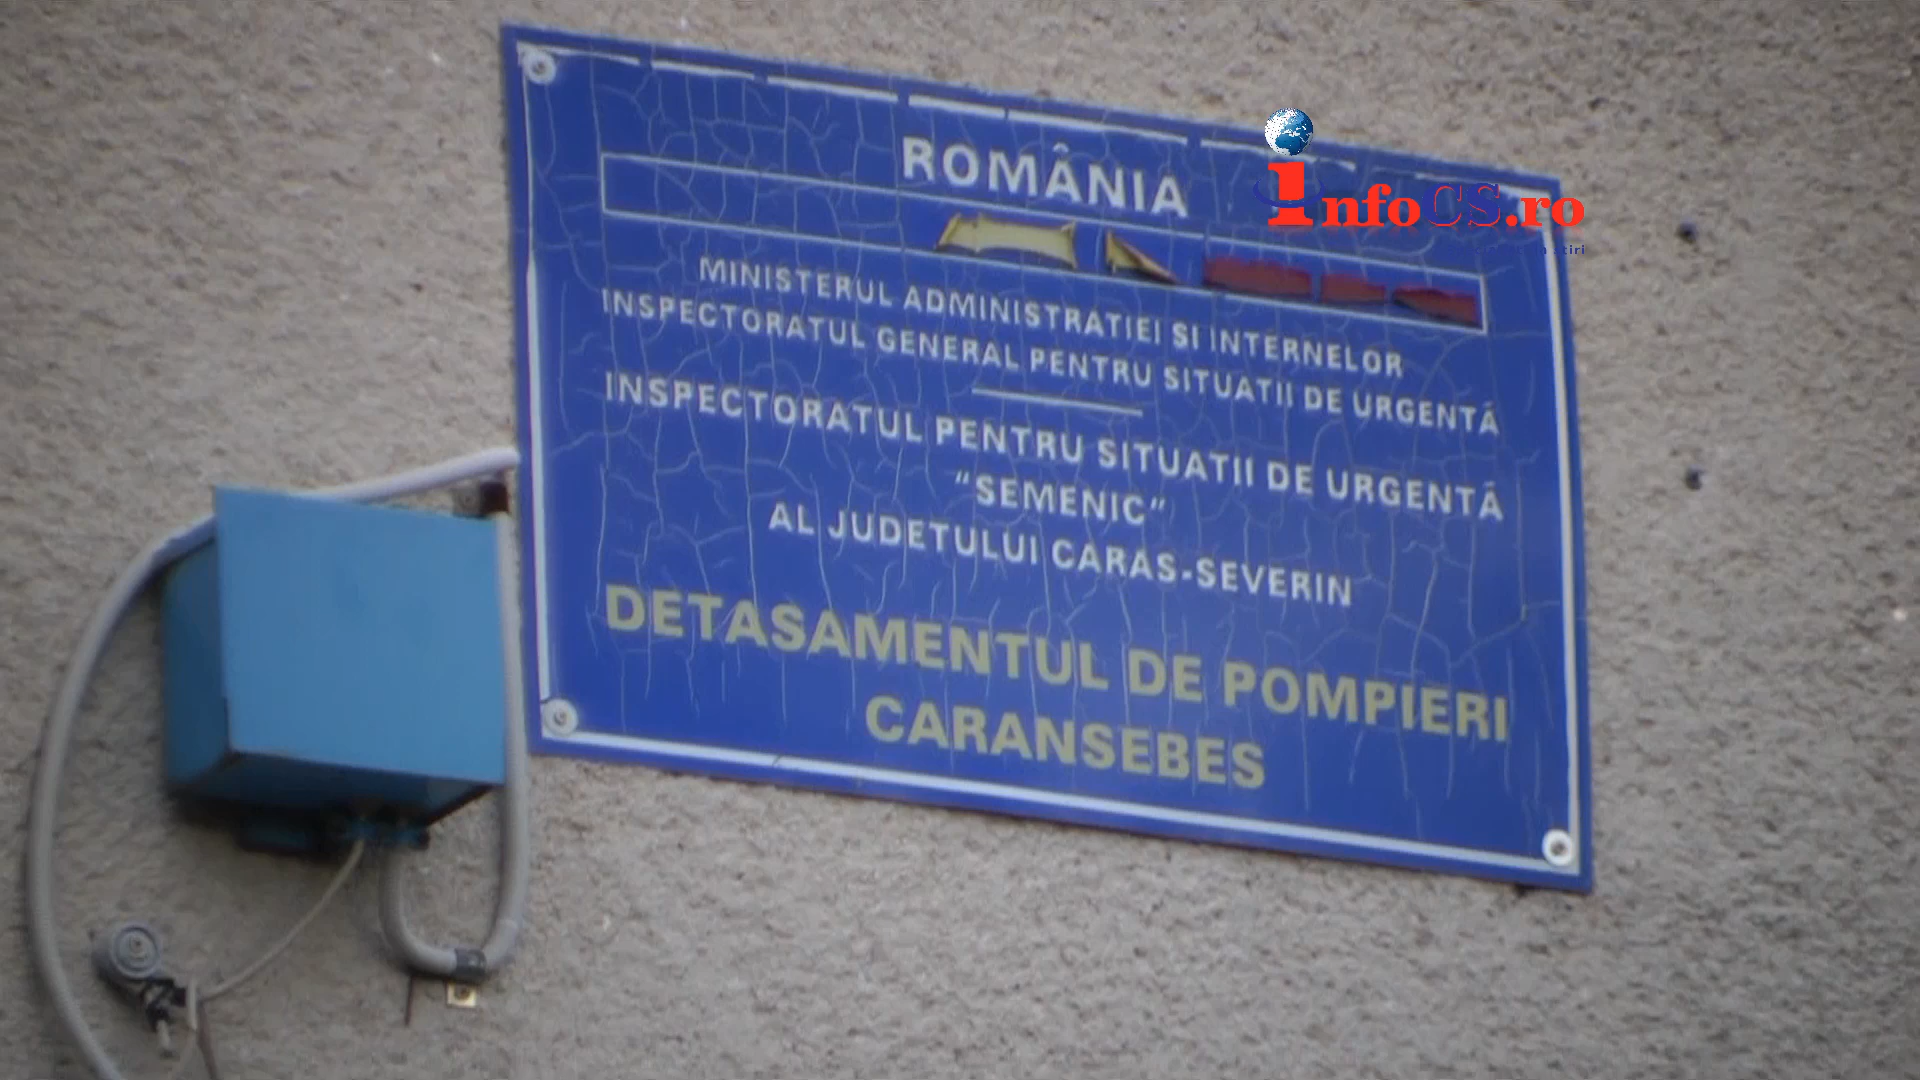 ROMÂNIA
infoCS.ro
MINISTERUL ADMINISTRATIEI SI INTERNELOR
INSPECTORATUL GENERAL PENTRU SITUATII DE URGENTĂ
INSPECTORATUL PENTRU SITUATII DE URGENTĂ
"SEMENIC"
AL JUDETULUI CARAS-SEVERIN
DETASAMENTUL DE POMPIERI
CARANSEBES